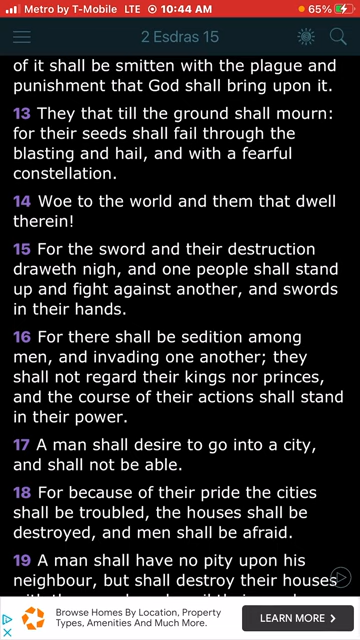 Metro by T-Mobile LTE 10:44 AM 65%
2 Esdras 15
of it shall be smitten with the plague and
punishment that God shall bring upon it.
13 They that till the ground shall mourn:
for their seeds shall fail through the
blasting and hail, and with a fearful
constellation.
14 Woe to the world and them that dwell
therein!
15 For the sword and their destruction
draweth nigh, and one people shall stand
up and fight against another, and swords
in their hands.
16 For there shall be sedition among
men, and invading one another; they
shall not regard their kings nor princes,
and the course of their actions shall stand
in their power.
17 A man shall desire to go into a city,
and shall not be able.
18 For because of their pride the cities
shall be troubled, the houses shall be
destroyed, and men shall be afraid.
19 A man shall have no pity upon his
neighbour, but shall destroy their houses
Browse Homes By Location, Property
Types, Amenities And Much More.
LEARN MORE >